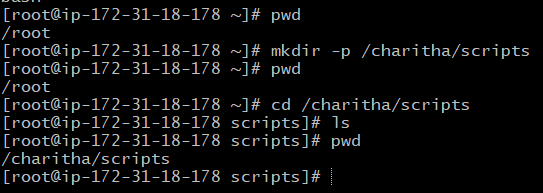 bash
[root@ip-172-31-18-178 ~]# pwd
/root
[root@ip-172-31-18-178 ~]# mkdir -p /charitha/scripts
[root@ip-172-31-18-178 ~]# pwd
/root
[root@ip-172-31-18-178 ~]# cd /charitha/scripts
[root@ip-172-31-18-178 scripts]# ls
[root@ip-172-31-18-178 scripts]# pwd
/charitha/scripts
[root@ip-172-31-18-178 scripts]#